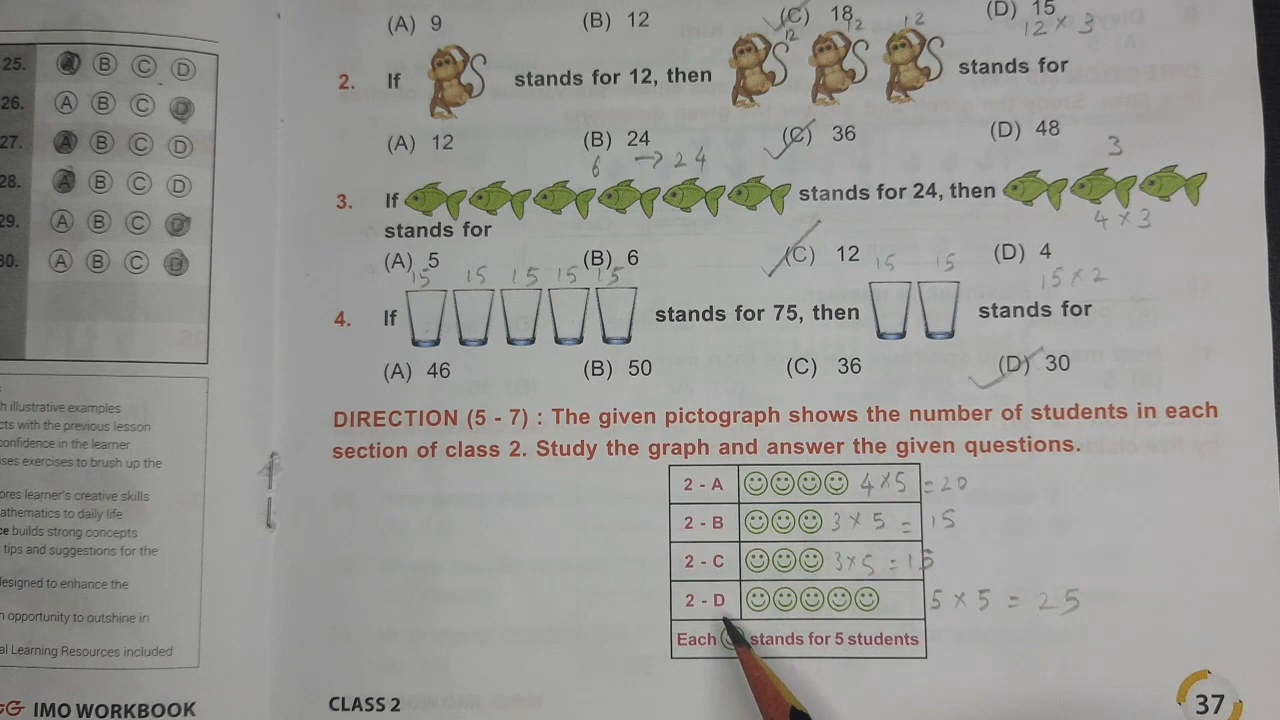 (A) 9 (B) 12 (C) 18 (D) 15
12 12 12 12 × 3
2. If stands for 12, then stands for
(A) 12 (B) 24 (C) 36 (D) 48
6 → 24 3
3. If stands for 24, then
stands for
4 × 3
(A) 5 (B) 6 (C) 12 (D) 4
15 15 15 15 15 15 15 15 × 2
4. If stands for 75, then stands for
(A) 46 (B) 50 (C) 36 (D) 30
DIRECTION (5 - 7) : The given pictograph shows the number of students in each
section of class 2. Study the graph and answer the given questions.
2 - A 4 × 5 = 20
2 - B 3 × 5 = 15
2 - C 3 × 5 = 15
2 - D 5 × 5 = 25
Each stands for 5 students
CLASS 2 37
25. A B C D
26. A B C D
27. A B C D
28. A B C D
29. A B C D
30. A B C D
h illustrative examples
cts with the previous lesson
confidence in the learner
ises exercises to brush up the
ores learner's creative skills
athematics to daily life
ce builds strong concepts
tips and suggestions for the
designed to enhance the
n opportunity to outshine in
al Learning Resources included
IMO WORKBOOK